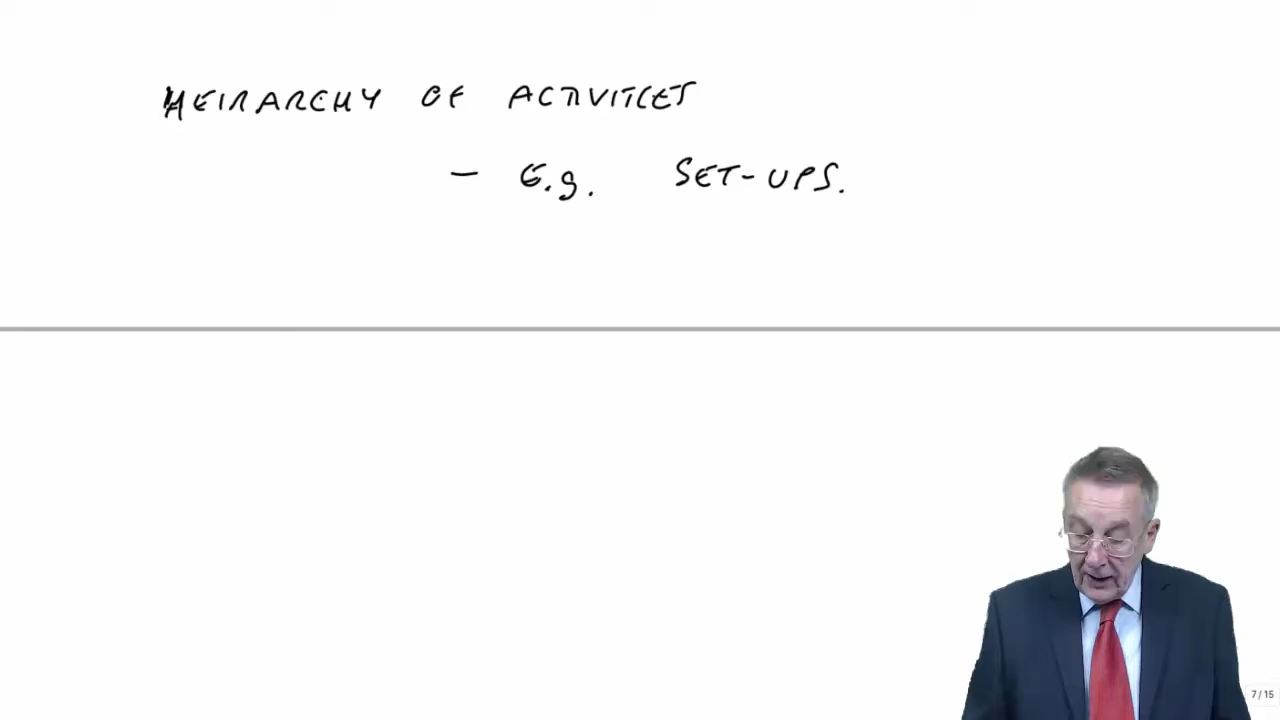 HEIRARCHY OF ACTIVITIES
- E.g. SET-UPS.
7/15